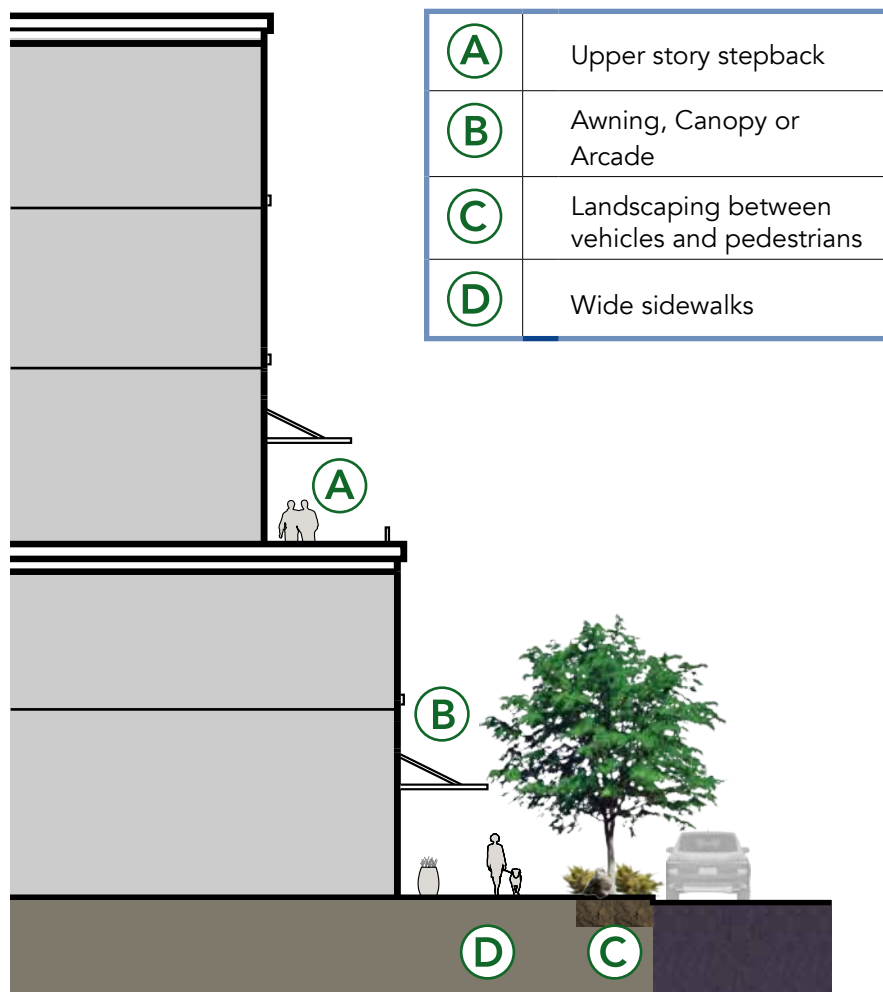 A
Upper story stepback
B
Awning, Canopy or
Arcade
C
Landscaping between
vehicles and pedestrians
D
Wide sidewalks
A
B
D
C